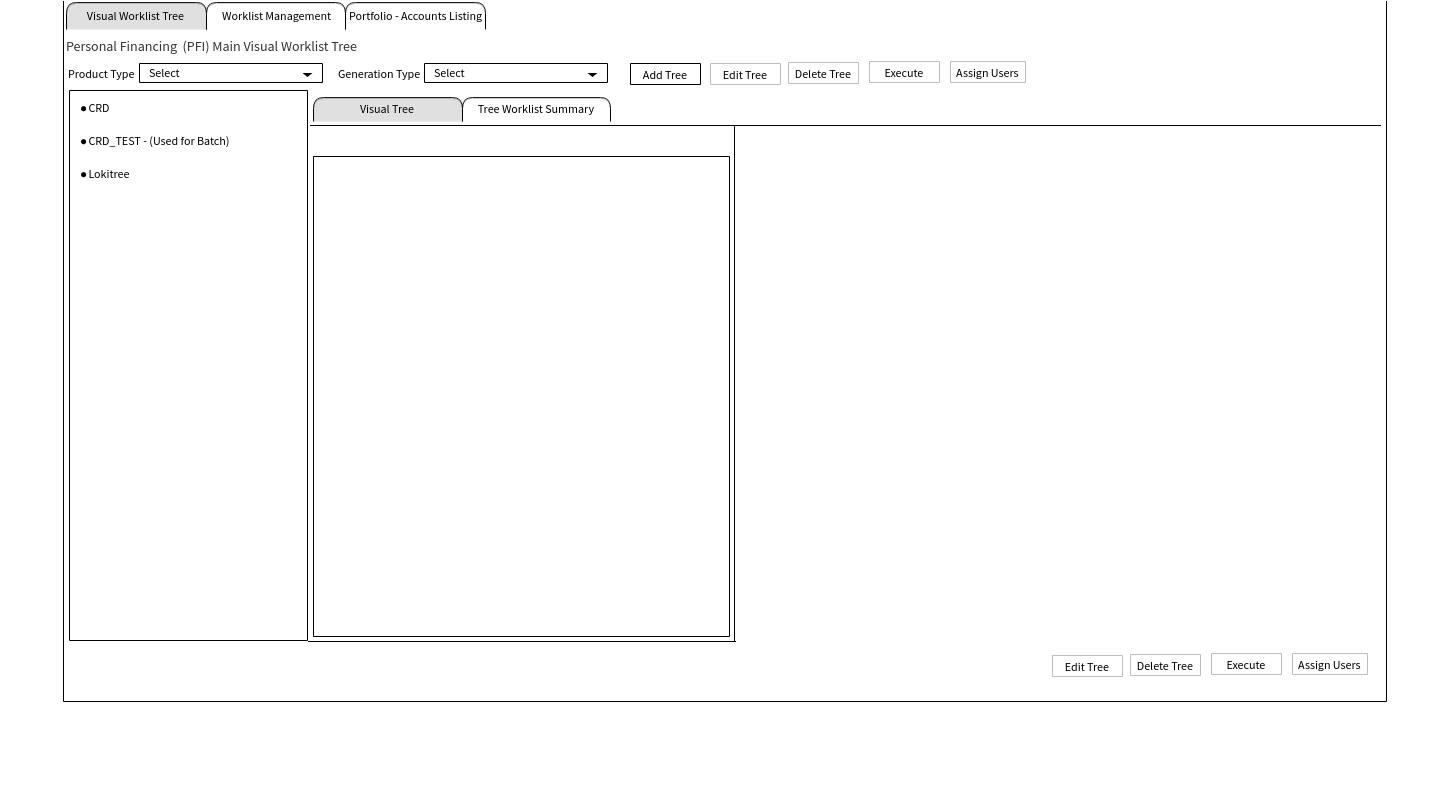 Visual Worklist Tree
Worklist Management
Portfolio - Accounts Listing
Personal Financing (PFI) Main Visual Worklist Tree
Product Type
Select
Generation Type
Select
Add Tree
Edit Tree
Delete Tree
Execute
Assign Users
CRD
CRD_TEST - (Used for Batch)
Lokitree
Visual Tree
Tree Worklist Summary
Edit Tree
Delete Tree
Execute
Assign Users